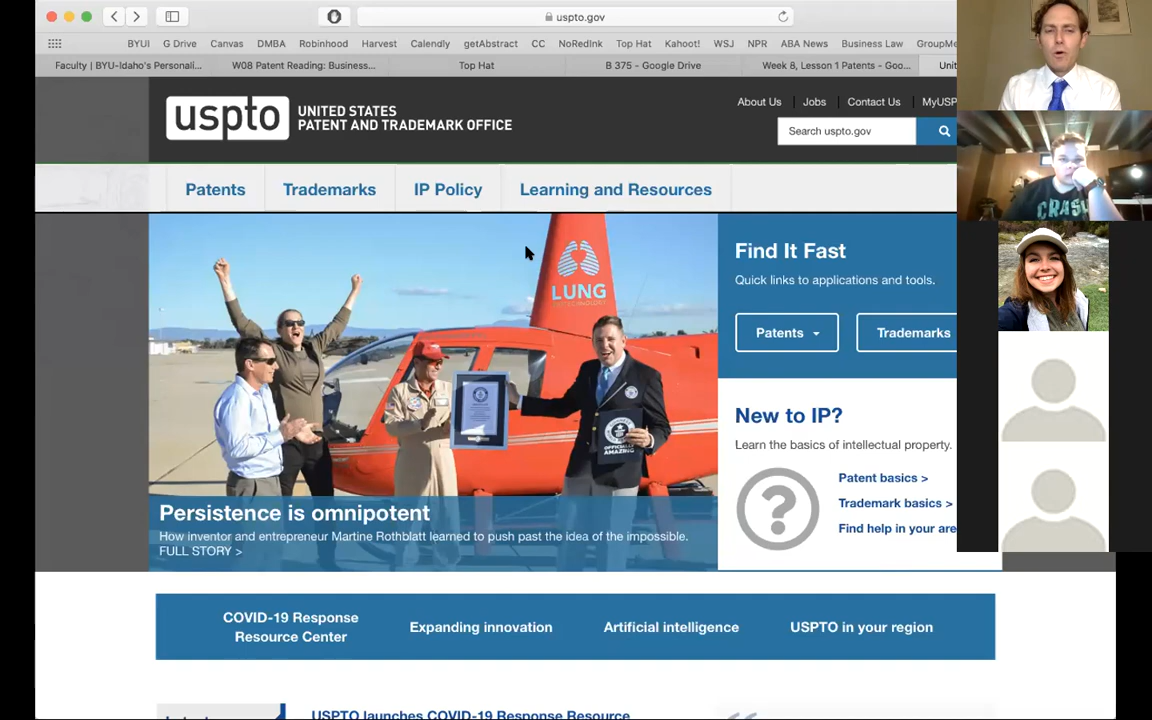 uspto.gov
BYUI G Drive Canvas DMBA Robinhood Harvest Calendly getAbstract CC NoRedInk Top Hat Kahoot! WSJ NPR ABA News Business Law GroupMe
Faculty | BYU-Idaho's Personali... W08 Patent Reading: Business... Top Hat B 375 - Google Drive Week 8, Lesson 1 Patents - Goo... Unit
uspto UNITED STATES
PATENT AND TRADEMARK OFFICE
About Us Jobs Contact Us MyUSP
Search uspto.gov
Patents Trademarks IP Policy Learning and Resources
LUNG
OFFICIALLY
AMAZING
Persistence is omnipotent
How inventor and entrepreneur Martine Rothblatt learned to push past the idea of the impossible.
FULL STORY >
Find It Fast
Quick links to applications and tools.
Patents Trademarks
New to IP?
Learn the basics of intellectual property.
?
Patent basics >
Trademark basics >
Find help in your are
CRAS
COVID-19 Response
Resource Center
Expanding innovation
Artificial intelligence
USPTO in your region
USPTO launches COVID-19 Response Resource